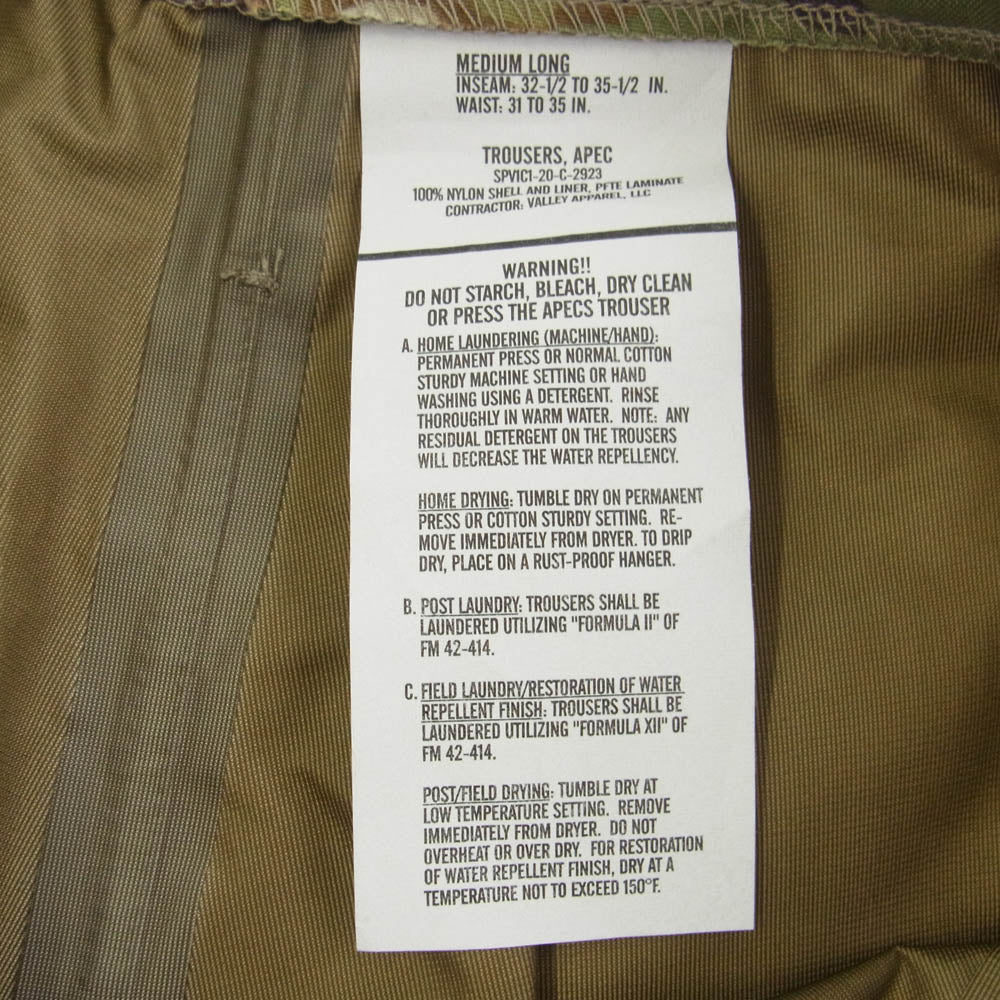 MEDIUM LONG
INSEAM: 32-1/2 TO 35-1/2 IN.
WAIST: 31 TO 35 IN.
TROUSERS, APEC
SPV1C1-20-C-2923
100% NYLON SHELL AND LINER, PFTE LAMINATE
CONTRACTOR: VALLEY APPAREL, LLC
WARNING!!
DO NOT STARCH, BLEACH, DRY CLEAN
OR PRESS THE APECS TROUSER
A. HOME LAUNDERING (MACHINE/HAND):
PERMANENT PRESS OR NORMAL COTTON
STURDY MACHINE SETTING OR HAND
WASHING USING A DETERGENT. RINSE
THOROUGHLY IN WARM WATER. NOTE: ANY
RESIDUAL DETERGENT ON THE TROUSERS
WILL DECREASE THE WATER REPELLENCY.
HOME DRYING: TUMBLE DRY ON PERMANENT
PRESS OR COTTON STURDY SETTING. RE-
MOVE IMMEDIATELY FROM DRYER. TO DRIP
DRY, PLACE ON A RUST-PROOF HANGER.
B. POST LAUNDRY: TROUSERS SHALL BE
LAUNDERED UTILIZING "FORMULA II" OF
FM 42-414.
C. FIELD LAUNDRY/RESTORATION OF WATER
REPELLENT FINISH: TROUSERS SHALL BE
LAUNDERED UTILIZING "FORMULA XII" OF
FM 42-414.
POST/FIELD DRYING: TUMBLE DRY AT
LOW TEMPERATURE SETTING. REMOVE
IMMEDIATELY FROM DRYER. DO NOT
OVERHEAT OR OVER DRY. FOR RESTORATION
OF WATER REPELLENT FINISH, DRY AT A
TEMPERATURE NOT TO EXCEED 150°F.